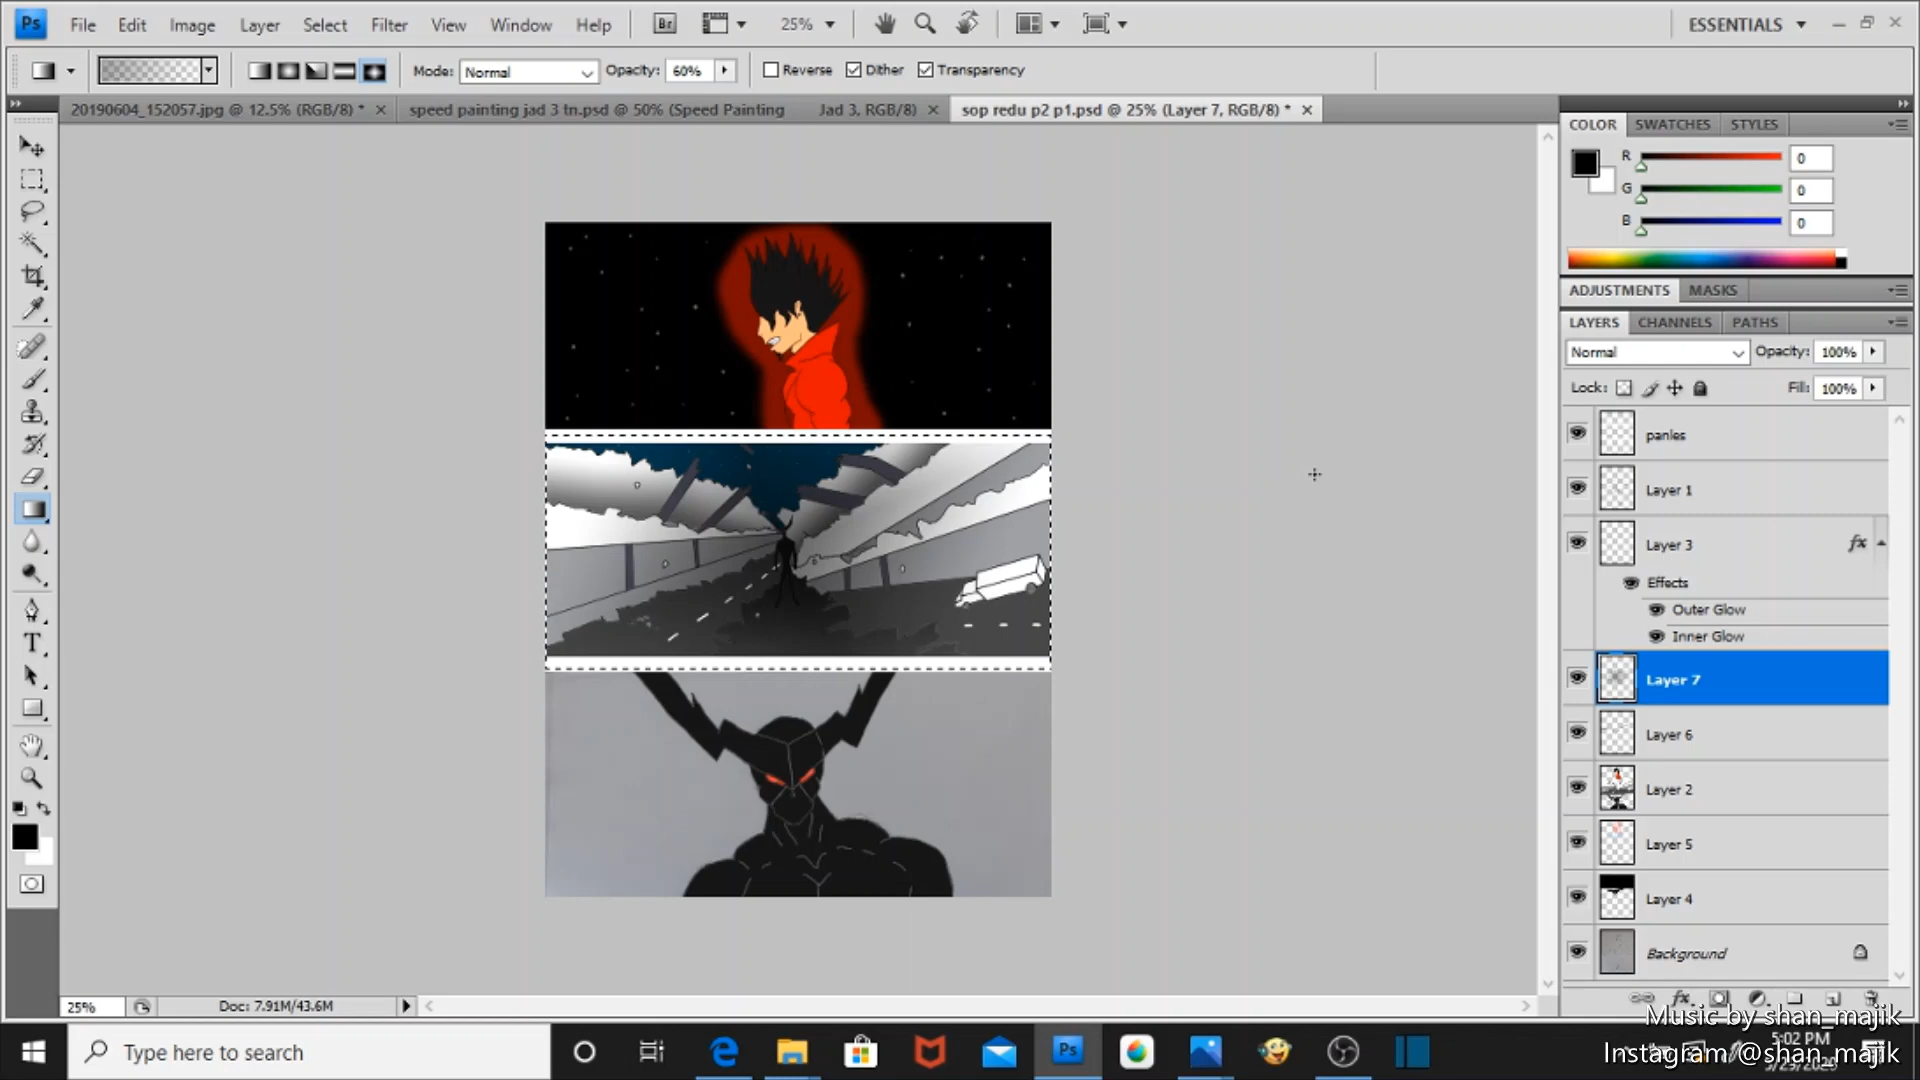 Ps File Edit Image Layer Select Filter View Window Help Br 25% ESSENTIALS
Mode: Normal Opacity: 60% Reverse Dither Transparency
20190604_152057.jpg @ 12.5% (RGB/8) * speed painting jad 3 tn.psd @ 50% (Speed Painting Jad 3, RGB/8) sop redu p2 p1.psd @ 25% (Layer 7, RGB/8) *
COLOR SWATCHES STYLES
R 0
G 0
B 0
ADJUSTMENTS MASKS
LAYERS CHANNELS PATHS
Normal Opacity: 100%
Lock: Fill: 100%
panles
Layer 1
Layer 3 fx
Effects
Outer Glow
Inner Glow
Layer 7
Layer 6
Layer 2
Layer 5
Layer 4
Background
T
25% Doc: 7.91M/43.6M
fx
Music by shan_majik
Type here to search
Ps
5:02 PM
Instagram @shan_majik